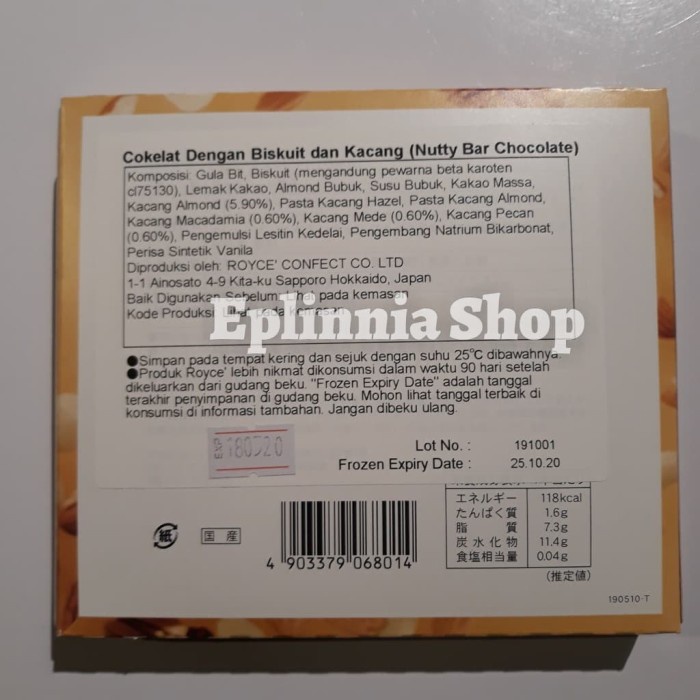 Cokelat Dengan Biskuit dan Kacang (Nutty Bar Chocolate)
Komposisi: Gula Bit, Biskuit (mengandung pewarna beta karoten
cl75130), Lemak Kakao, Almond Bubuk, Susu Bubuk, Kakao Massa,
Kacang Almond (5.90%), Pasta Kacang Hazel, Pasta Kacang Almond,
Kacang Macadamia (0.60%), Kacang Mede (0.60%), Kacang Pecan
(0.60%), Pengemulsi Lesitin Kedelai, Pengembang Natrium Bikarbonat,
Perisa Sintetik Vanila
Diproduksi oleh: ROYCE' CONFECT CO. LTD
1-1 Ainosato 4-9 Kita-ku Sapporo Hokkaido, Japan
Baik Digunakan Sebelum: Lihat pada kemasan
Kode Produksi: Lihat pada kemasan
Eplinnia Shop
●Simpan pada tempat kering dan sejuk dengan suhu 25℃ dibawahnya.
●Produk Royce' lebih nikmat dikonsumsi dalam waktu 90 hari setelah
dikeluarkan dari gudang beku. "Frozen Expiry Date" adalah tanggal
terakhir penyimpanan di gudang beku. Mohon lihat tanggal terbaik di
konsumsi di informasi tambahan. Jangan dibeku ulang.
EXP 180520
Lot No. : 191001
Frozen Expiry Date : 25.10.20
エネルギー 118kcal
たんぱく質 1.6g
脂質 7.3g
炭水化物 11.4g
食塩相当量 0.04g
(推定値)
紙
国産
4 903379 068014
190510-T